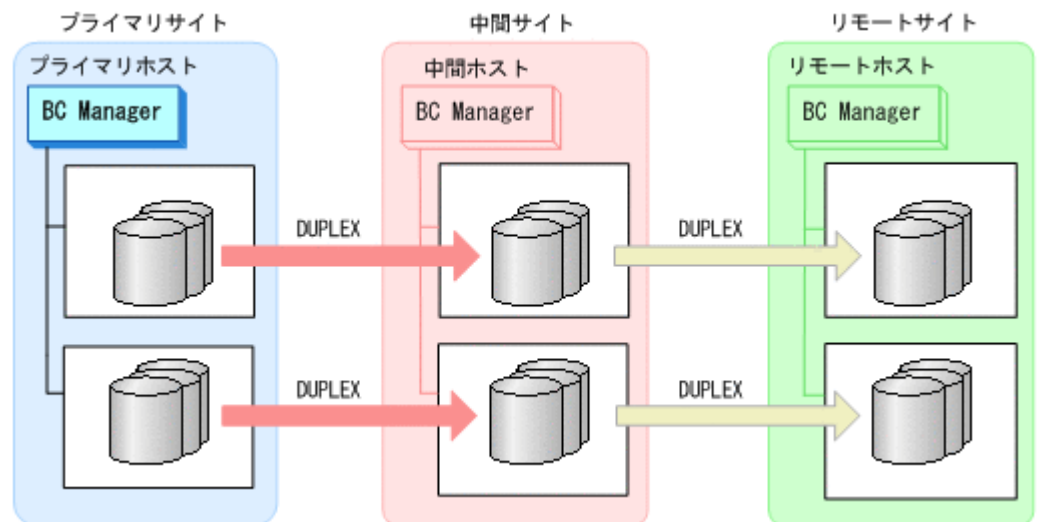 プライマリサイト 中間サイト リモートサイト
プライマリホスト 中間ホスト リモートホスト
BC Manager BC Manager BC Manager
DUPLEX DUPLEX
DUPLEX DUPLEX